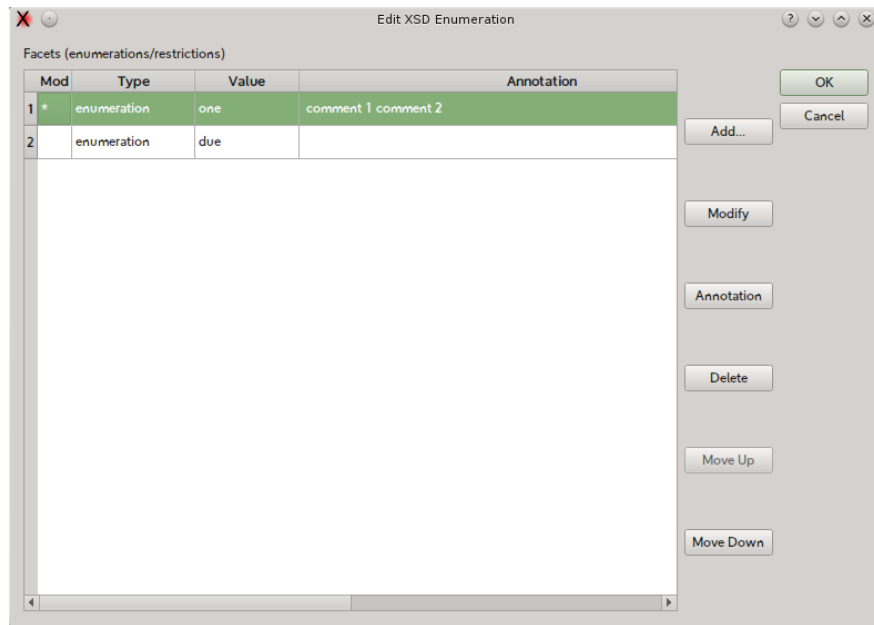 Edit XSD Enumeration
Facets (enumerations/restrictions)
Mod Type Value Annotation
1 * enumeration one comment 1 comment 2
2 enumeration due
OK
Cancel
Add...
Modify
Annotation
Delete
Move Up
Move Down